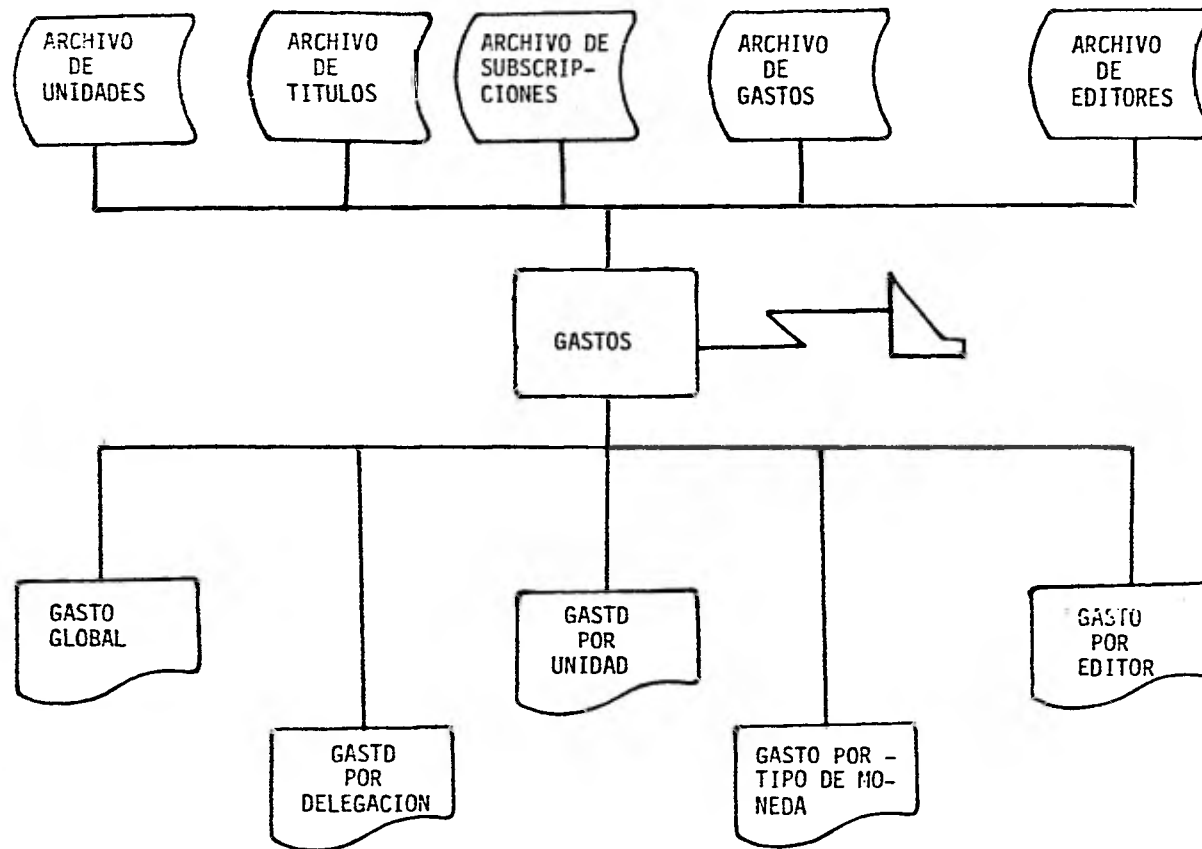 ARCHIVO
DE
UNIDADES
ARCHIVO
DE
TITULOS
ARCHIVO DE
SUBSCRIP-
CIONES
ARCHIVO
DE
GASTOS
ARCHIVO
DE
EDITORES
GASTOS
GASTO
GLOBAL
GASTD
POR
UNIDAD
GASTO
POR
EDITOR
GASTD
POR
DELEGACION
GASTO POR -
TIPO DE MO-
NEDA